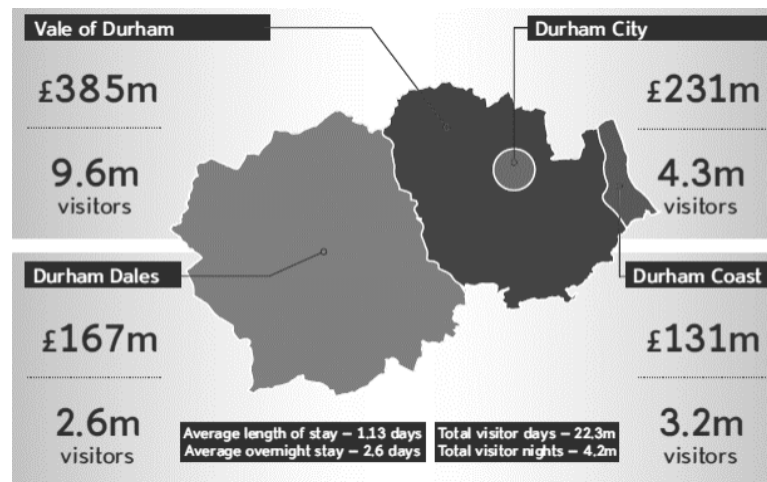 Vale of Durham
£385m
9.6m
visitors
Durham City
£231m
4.3m
visitors
Durham Dales
£167m
2.6m
visitors
Durham Coast
£131m
3.2m
visitors
Average length of stay – 1,13 days
Average overnight stay – 2,6 days
Total visitor days – 22,3m
Total visitor nights – 4,2m